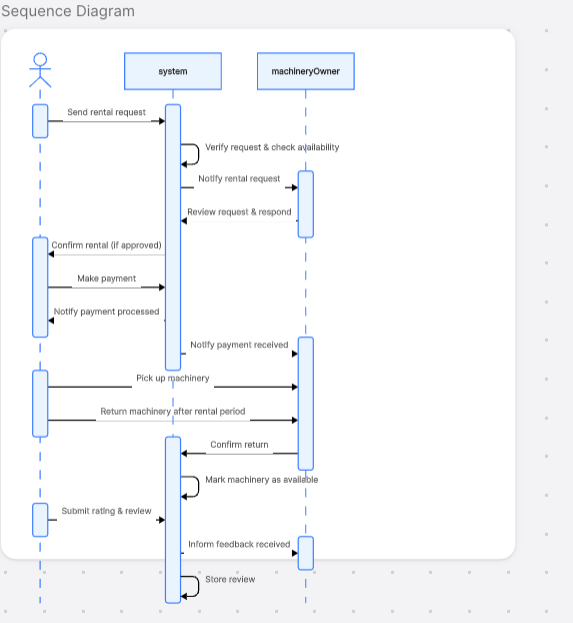 Sequence Diagram
system
machineryOwner
Send rental request
Verify request & check availability
Notify rental request
Review request & respond
Confirm rental (if approved)
Make payment
Notify payment processed
Notify payment received
Pick up machinery
Return machinery after rental period
Confirm return
Mark machinery as available
Submit rating & review
Inform feedback received
Store review